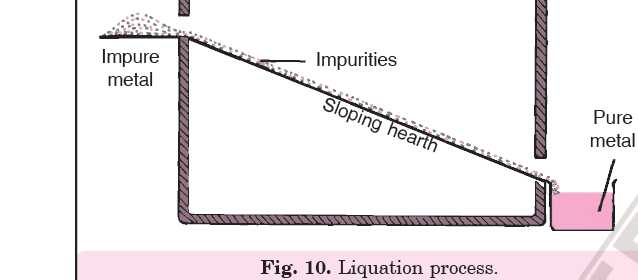 Impure
metal
Impurities
Sloping hearth
Pure
metal
Fig. 10. Liquation process.